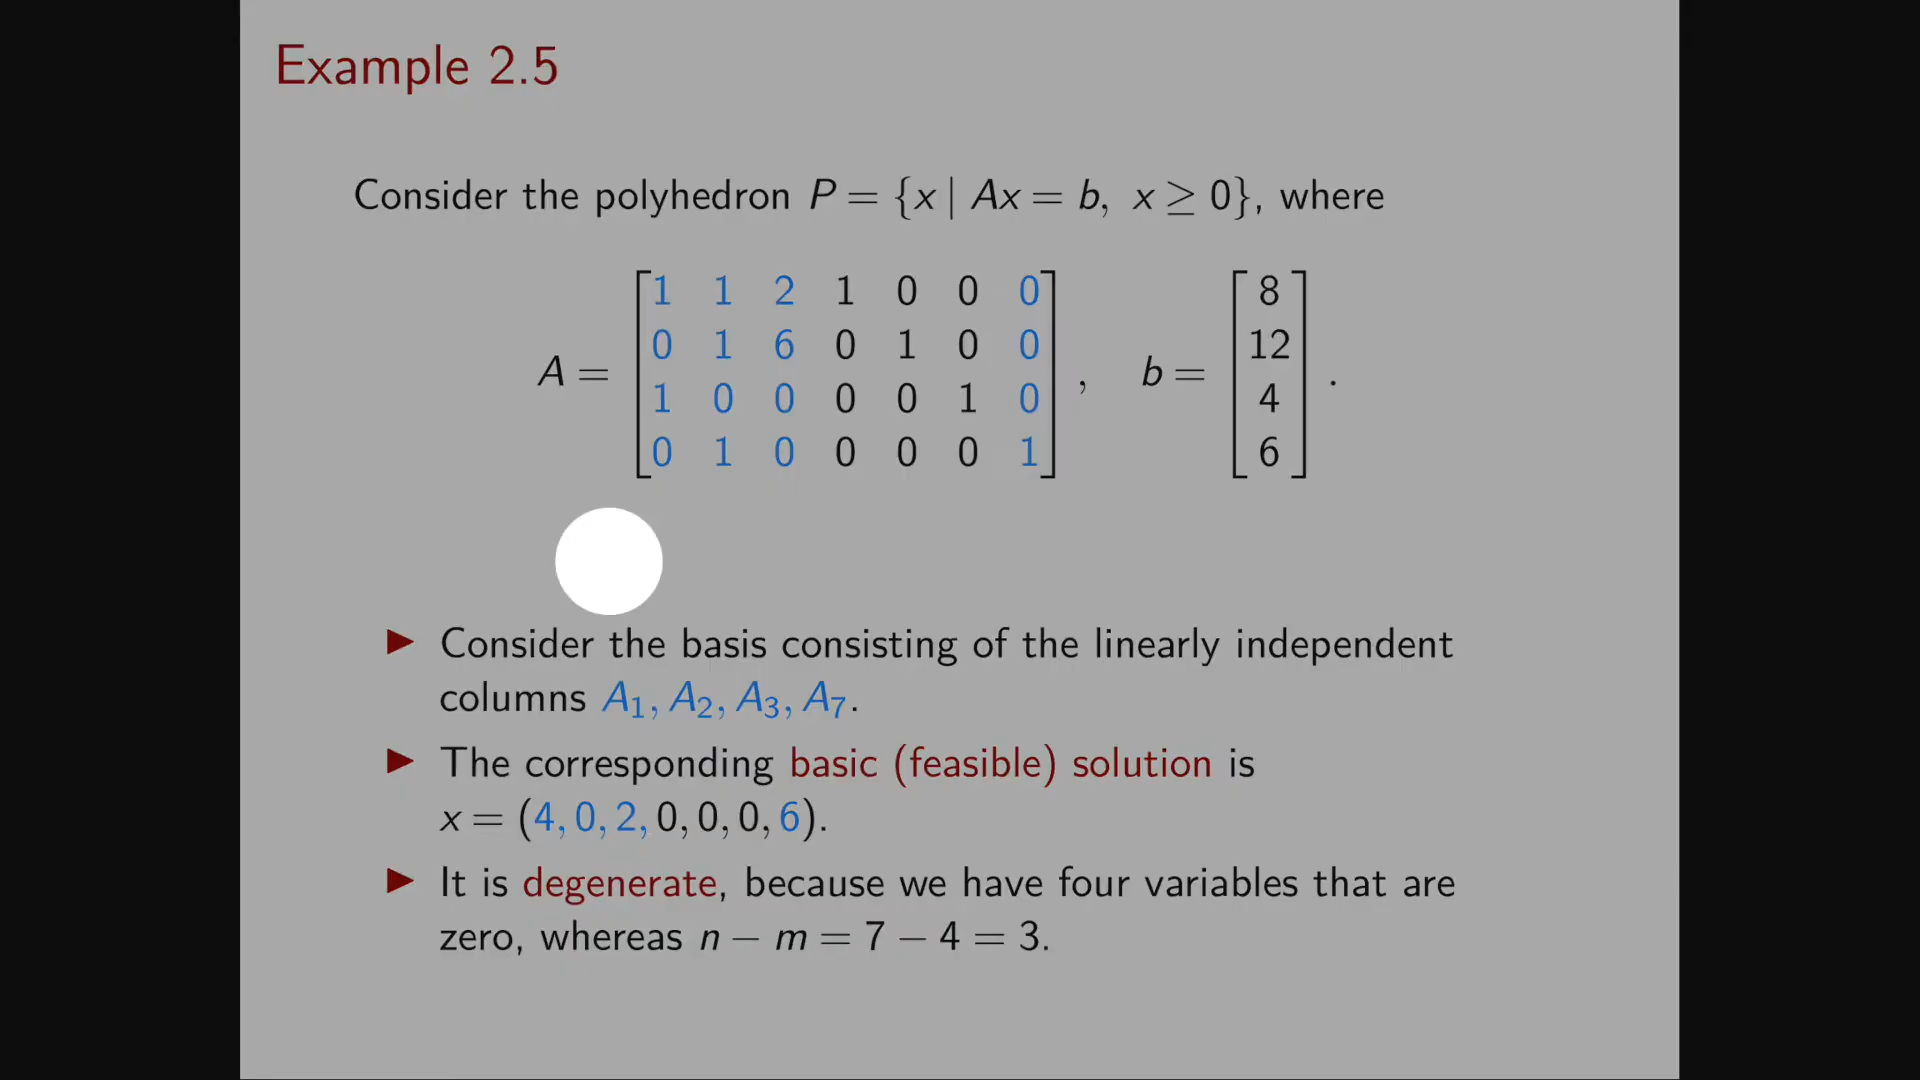 Example 2.5
Consider the polyhedron P = {x | Ax = b, x ≥ 0}, where
A = [1 1 2 1 0 0 0
0 1 6 0 1 0 0
1 0 0 0 0 1 0
0 1 0 0 0 0 1], b = [8
12
4
6].
▶ Consider the basis consisting of the linearly independent
columns A₁, A₂, A₃, A₇.
▶ The corresponding basic (feasible) solution is
x = (4, 0, 2, 0, 0, 0, 6).
▶ It is degenerate, because we have four variables that are
zero, whereas n − m = 7 − 4 = 3.